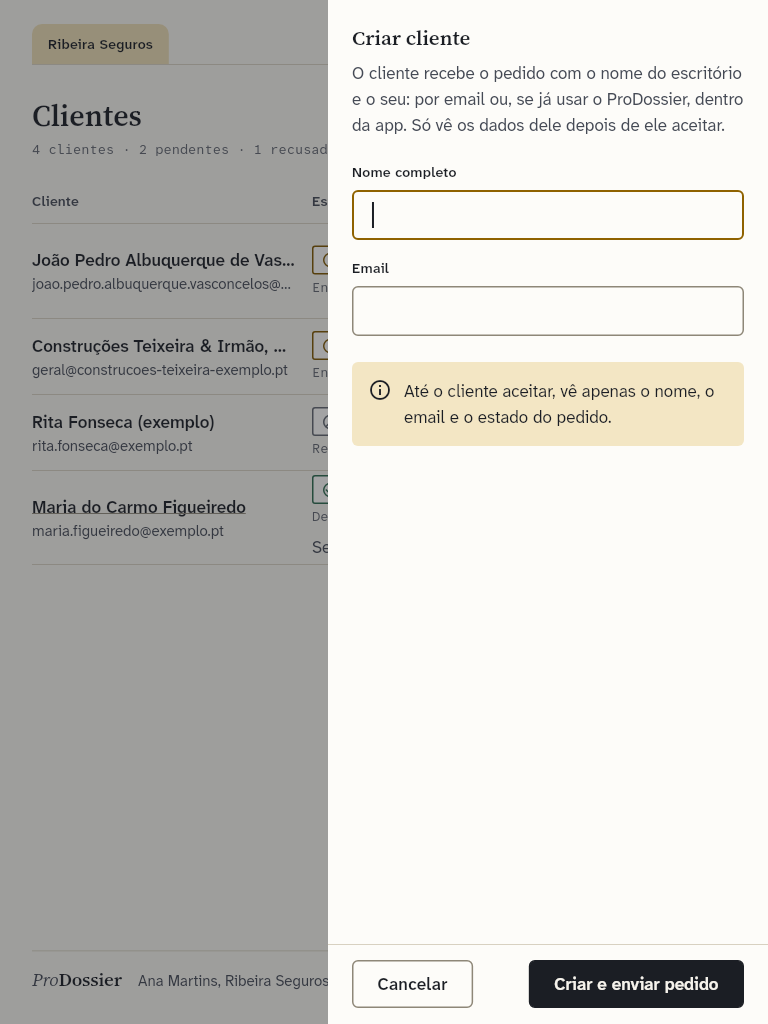 Ribeira Seguros
Clientes
4 clientes · 2 pendentes · 1 recusad
Cliente
Es
João Pedro Albuquerque de Vas...
joao.pedro.albuquerque.vasconcelos@...
En
Construções Teixeira & Irmão, ...
geral@construcoes-teixeira-exemplo.pt
En
Rita Fonseca (exemplo)
rita.fonseca@exemplo.pt
Re
Maria do Carmo Figueiredo
maria.figueiredo@exemplo.pt
De
Se
ProDossier
Ana Martins, Ribeira Seguros
Criar cliente
O cliente recebe o pedido com o nome do escritório
e o seu: por email ou, se já usar o ProDossier, dentro
da app. Só vê os dados dele depois de ele aceitar.
Nome completo
Email
Até o cliente aceitar, vê apenas o nome, o
email e o estado do pedido.
Cancelar
Criar e enviar pedido